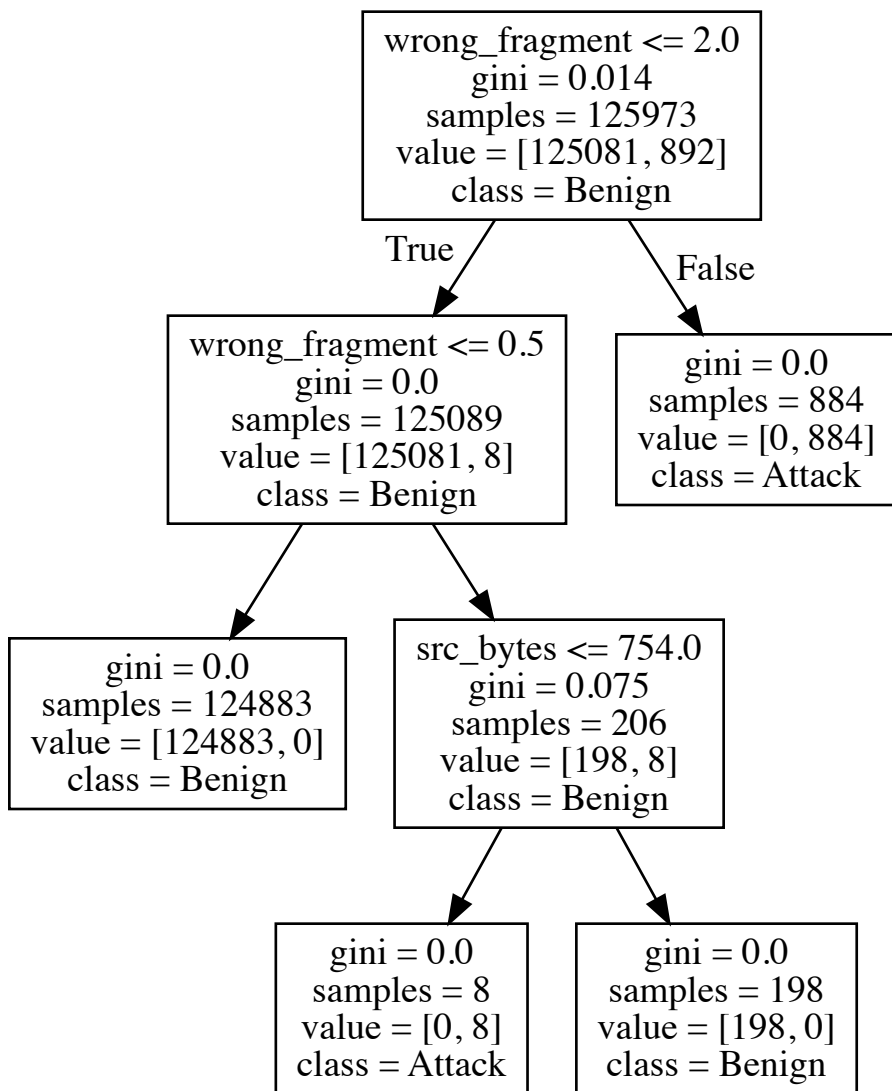 wrong_fragment <= 2.0
gini = 0.014
samples = 125973
value = [125081, 892]
class = Benign
True
False
wrong_fragment <= 0.5
gini = 0.0
samples = 125089
value = [125081, 8]
class = Benign
gini = 0.0
samples = 884
value = [0, 884]
class = Attack
gini = 0.0
samples = 124883
value = [124883, 0]
class = Benign
src_bytes <= 754.0
gini = 0.075
samples = 206
value = [198, 8]
class = Benign
gini = 0.0
samples = 8
value = [0, 8]
class = Attack
gini = 0.0
samples = 198
value = [198, 0]
class = Benign